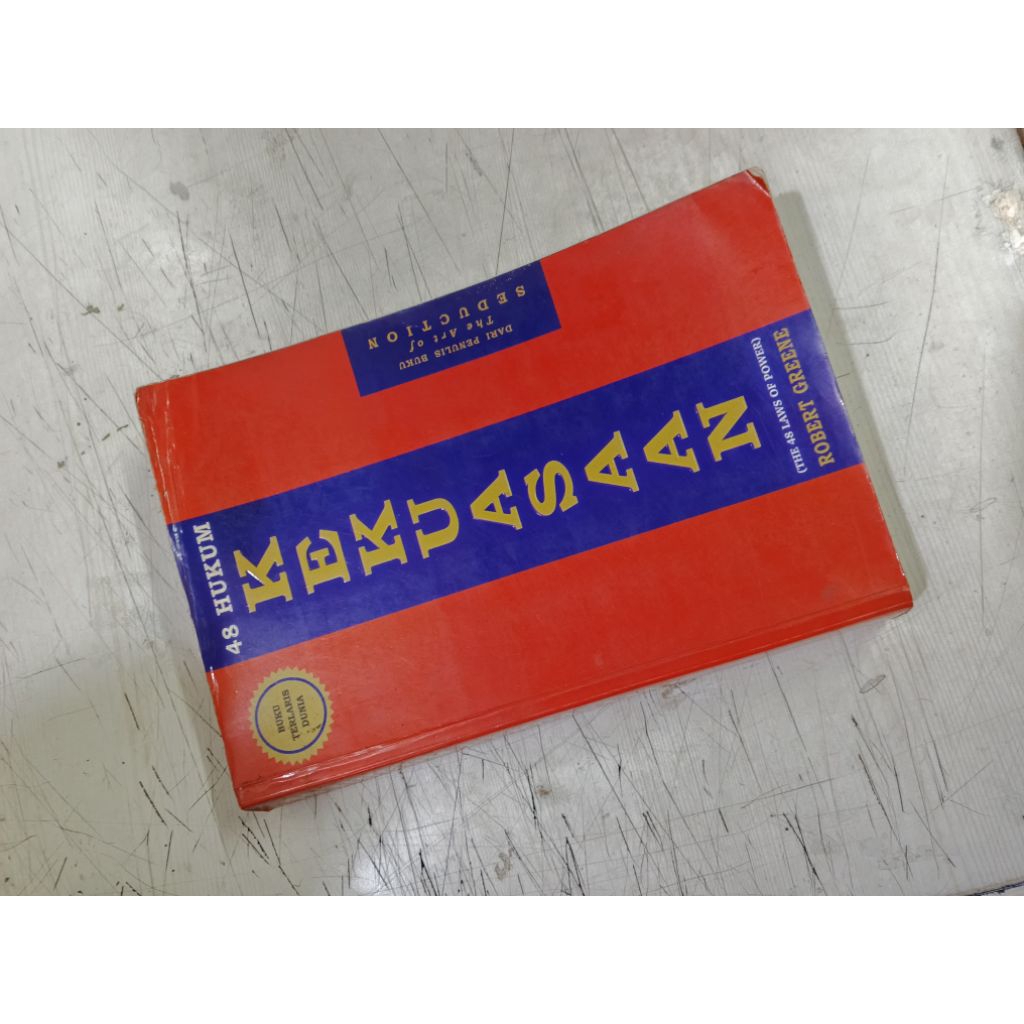 48 HUKUM
KEKUASAAN
(THE 48 LAWS OF POWER)
ROBERT GREENE
BUKU
TERLARIS
DUNIA
DARI PENULIS BUKU
The Art of
SEDUCTION